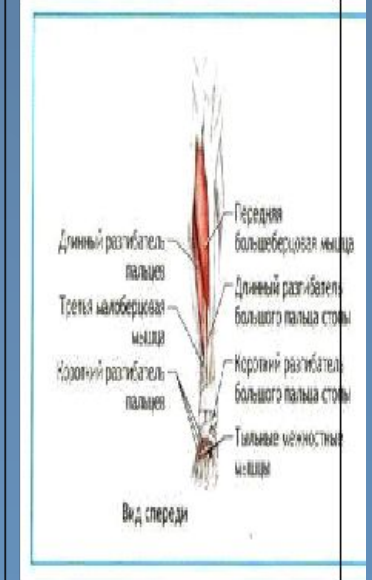 Передняя
большеберцовая мышца
Длинный разгибатель
пальцев
Длинный разгибатель
большого пальца стопы
Третья малоберцовая
мышца
Короткий разгибатель
большого пальца стопы
Короткий разгибатель
пальцев
Тыльные межкостные
мышцы
Вид спереди